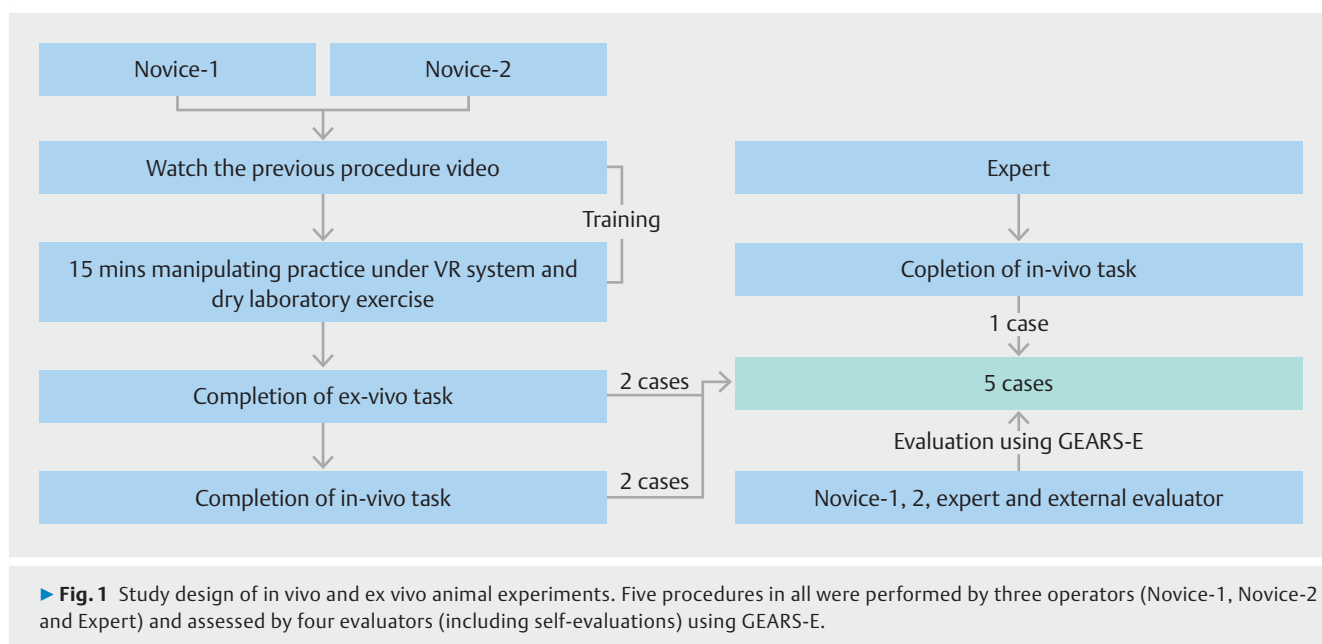 Novice-1
Novice-2
Watch the previous procedure video
Training
15 mins manipulating practice under VR system and
dry laboratory exercise
Completion of ex-vivo task
2 cases
Completion of in-vivo task
2 cases
Expert
Copletion of in-vivo task
1 case
5 cases
Evaluation using GEARS-E
Novice-1, 2, expert and external evaluator
▶ Fig. 1 Study design of in vivo and ex vivo animal experiments. Five procedures in all were performed by three operators (Novice-1, Novice-2
and Expert) and assessed by four evaluators (including self-evaluations) using GEARS-E.